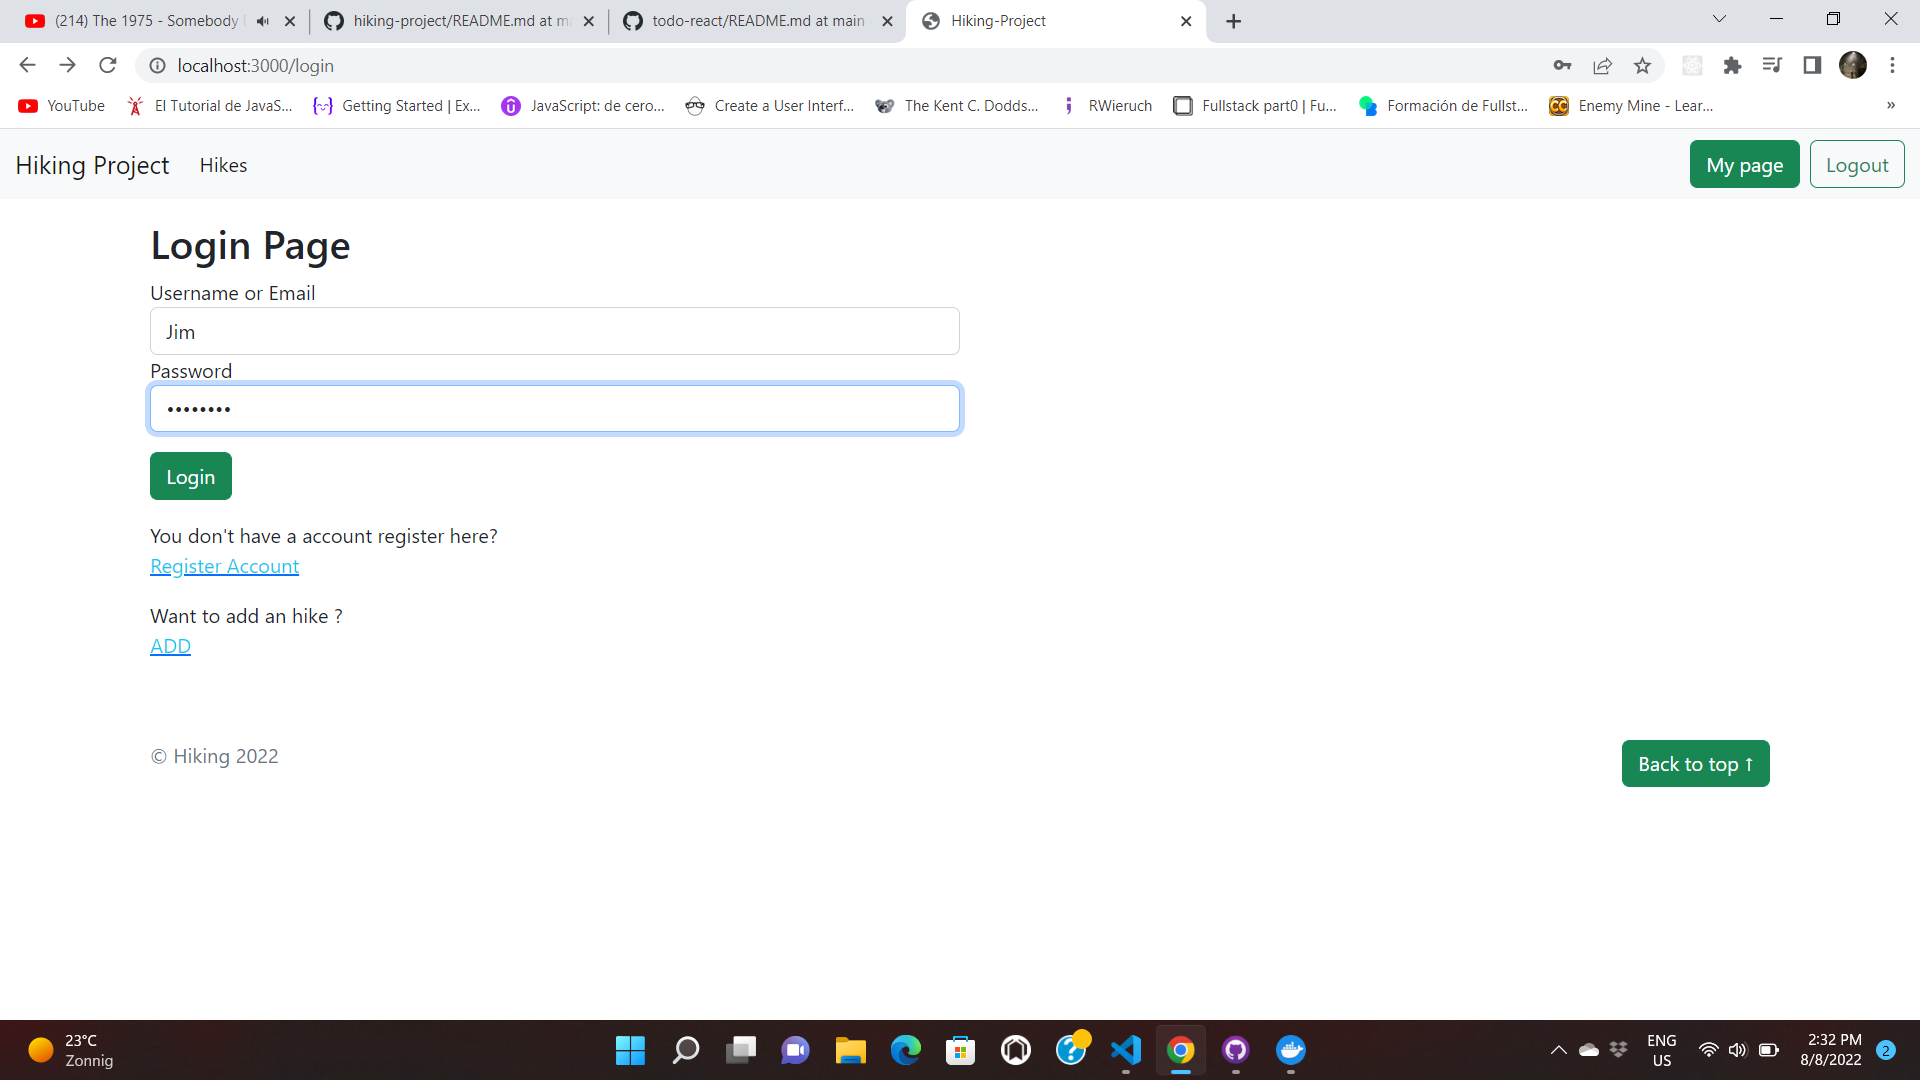 (214) The 1975 - Somebody
hiking-project/README.md at m
todo-react/README.md at main
Hiking-Project
localhost:3000/login
YouTube
El Tutorial de JavaS...
Getting Started | Ex...
JavaScript: de cero...
Create a User Interf...
The Kent C. Dodds...
RWieruch
Fullstack part0 | Fu...
Formación de Fullst...
Enemy Mine - Lear...
»
Hiking Project
Hikes
My page
Logout
Login Page
Username or Email
Jim
Password
••••••••
Login
You don't have a account register here?
Register Account
Want to add an hike ?
ADD
© Hiking 2022
Back to top ↑
23°C
Zonnig
ENG
US
2:32 PM
8/8/2022
2